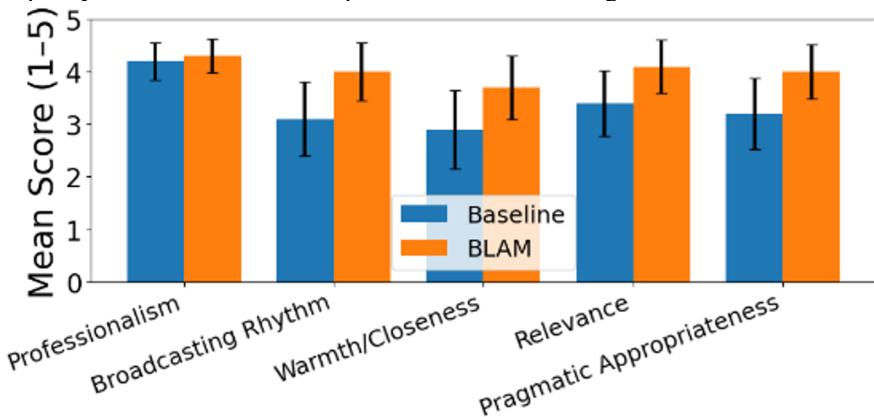 Mean Score (1–5)
5
4
3
2
1
0
Baseline
BLAM
Professionalism
Broadcasting Rhythm
Warmth/Closeness
Relevance
Pragmatic Appropriateness